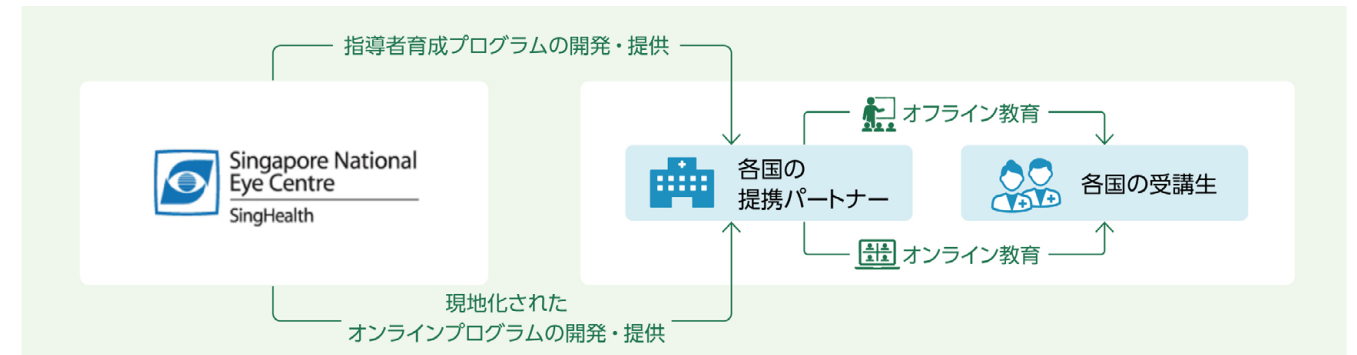 指導者育成プログラムの開発・提供
Singapore National
Eye Centre
SingHealth
各国の
提携パートナー
オフライン教育
各国の受講生
オンライン教育
現地化された
オンラインプログラムの開発・提供